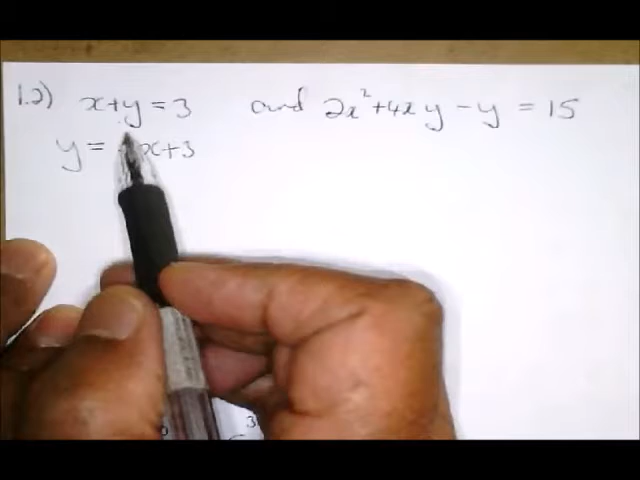 1.2) x+y=3 and 2x²+4xy-y=15
y= x+3